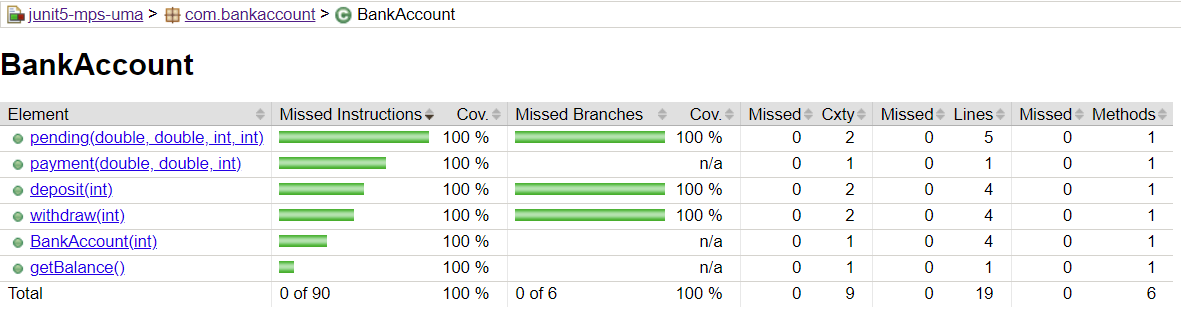 junit5-mps-uma > com.bankaccount > BankAccount
BankAccount
Element Missed Instructions Cov. Missed Branches Cov. Missed Cxty Missed Lines Missed Methods
pending(double, double, int, int) 100 % 100 % 0 2 0 5 0 1
payment(double, double, int) 100 % n/a 0 1 0 1 0 1
deposit(int) 100 % 100 % 0 2 0 4 0 1
withdraw(int) 100 % 100 % 0 2 0 4 0 1
BankAccount(int) 100 % n/a 0 1 0 4 0 1
getBalance() 100 % n/a 0 1 0 1 0 1
Total 0 of 90 100 % 0 of 6 100 % 0 9 0 19 0 6